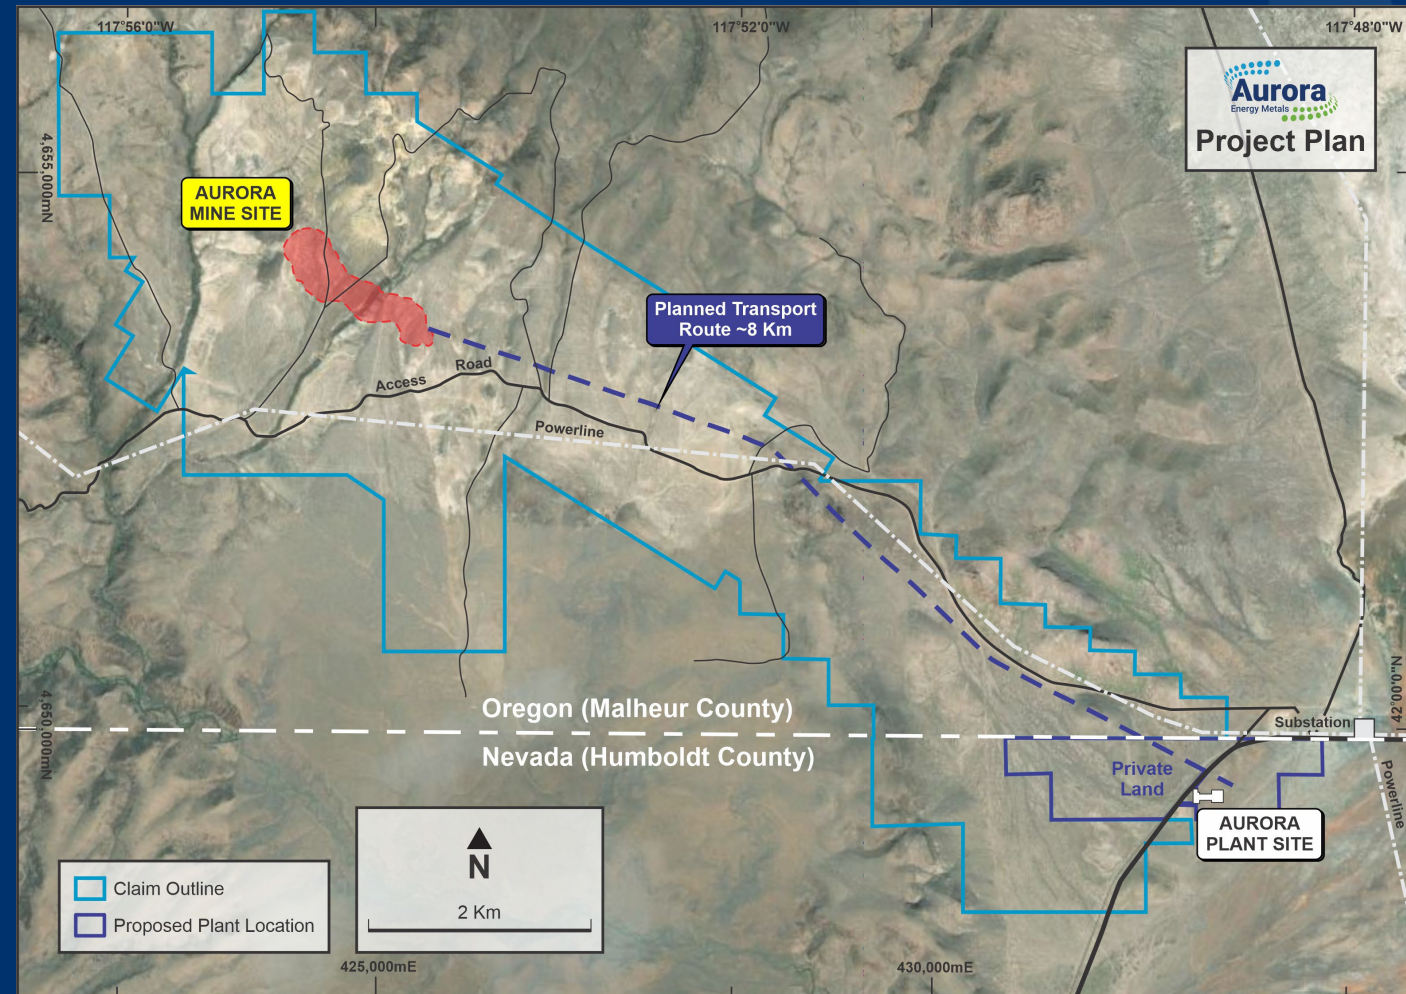 117°56'0"W
117°52'0"W
117°48'0"W
Aurora
Energy Metals
Project Plan
4,655,000mN
AURORA
MINE SITE
Planned Transport
Route ~8 Km
Access Road
Powerline
Oregon (Malheur County)
Nevada (Humboldt County)
4,650,000mN
42°00'0"N
Substation
Private
Land
Powerline
AURORA
PLANT SITE
N
2 Km
Claim Outline
Proposed Plant Location
425,000mE
430,000mE